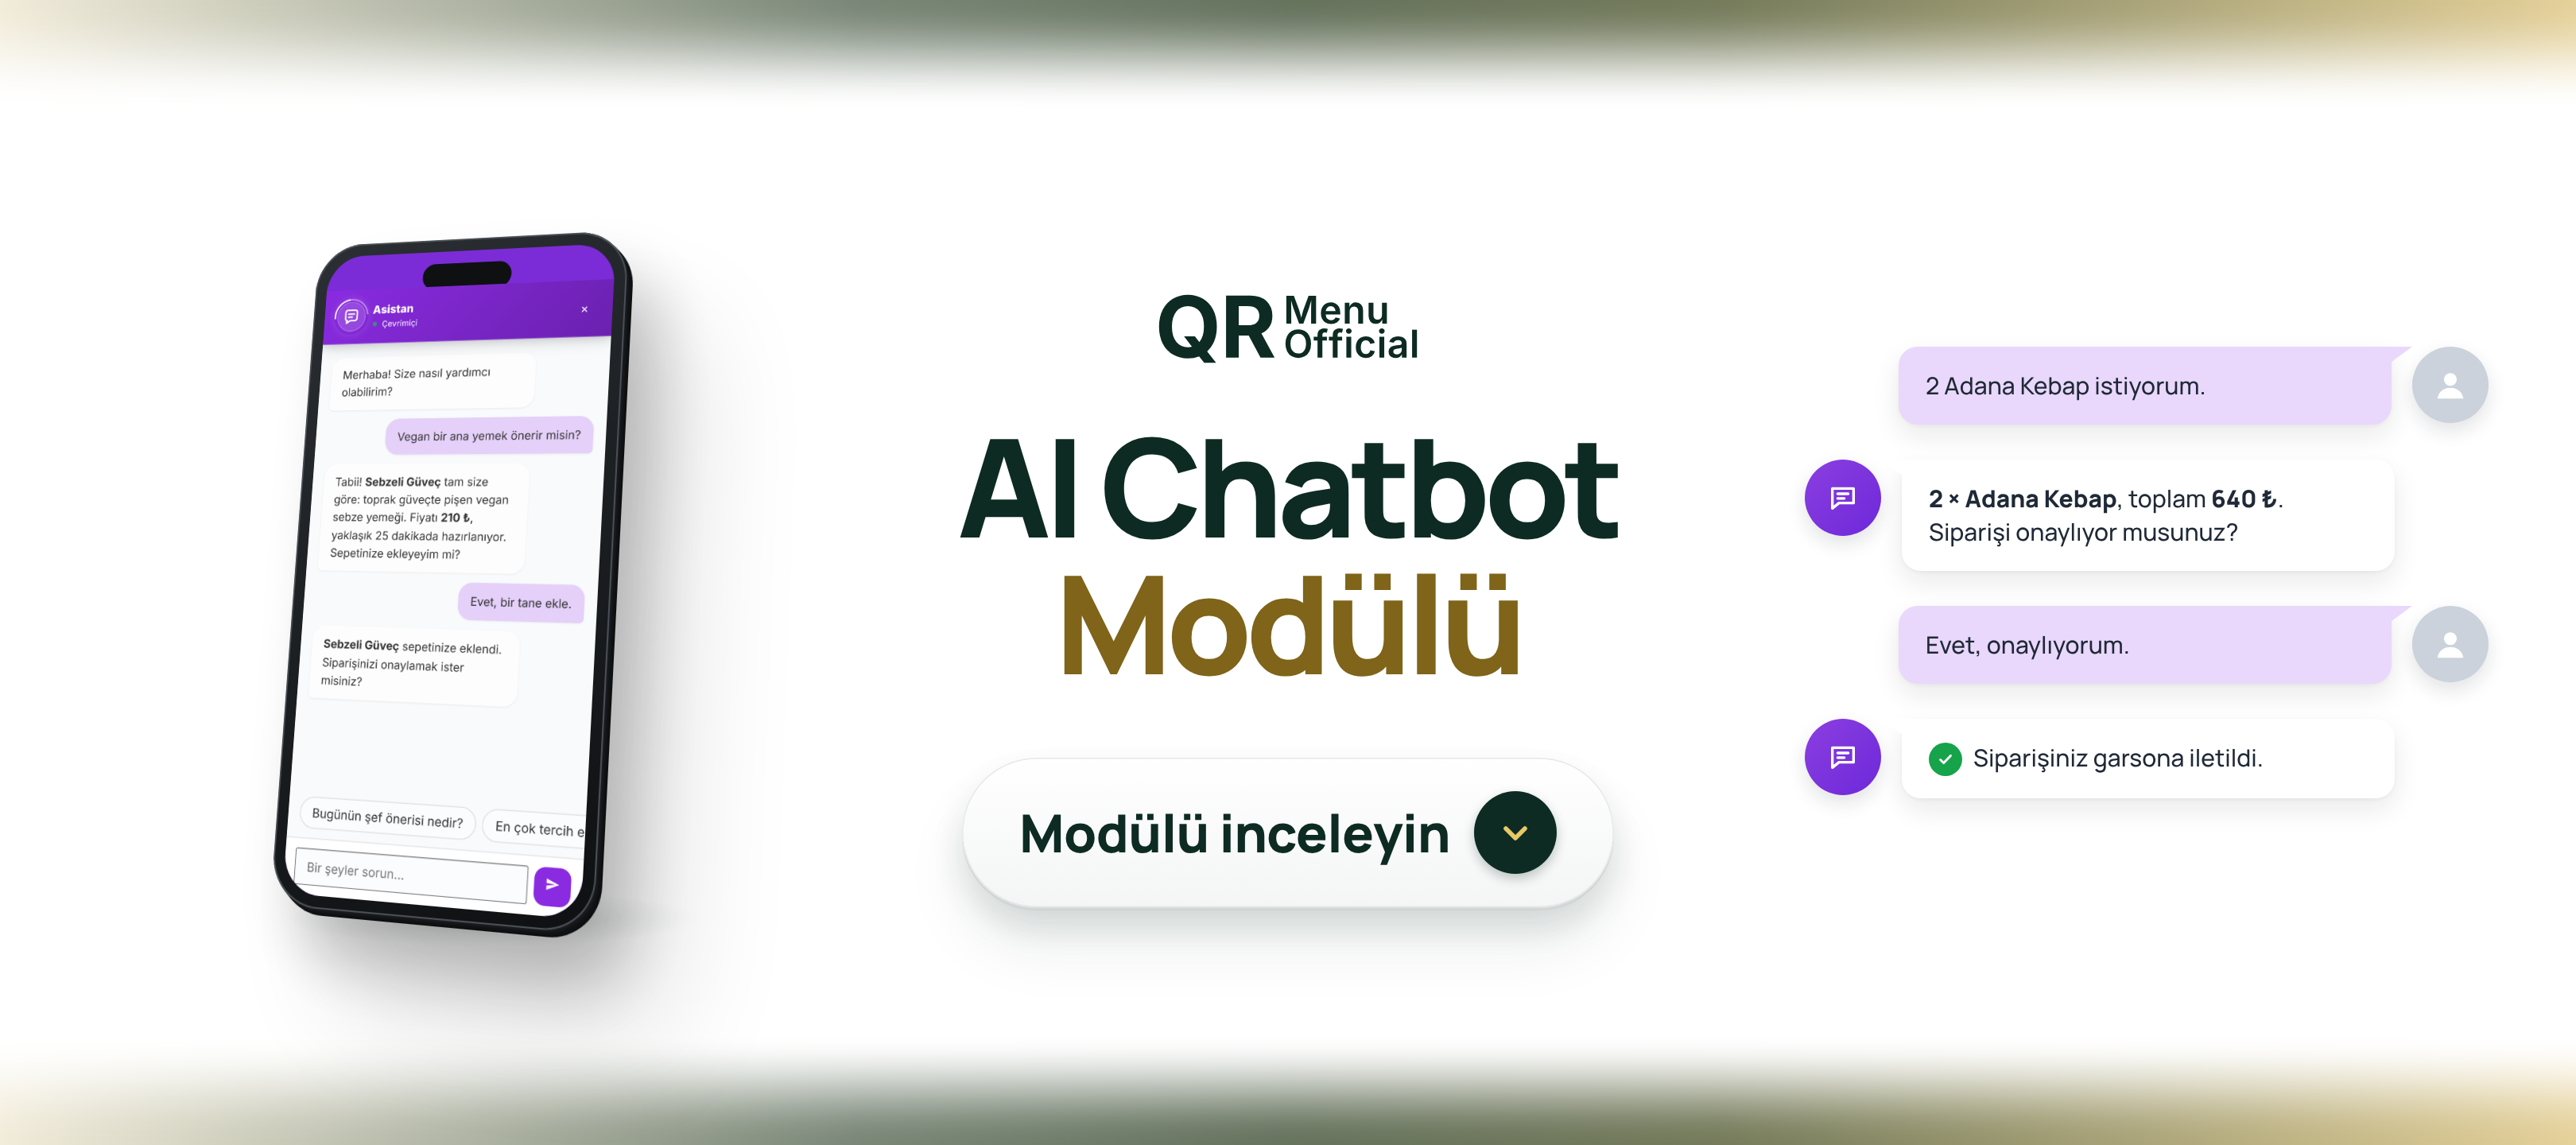 Asistan
Çevrimiçi
Merhaba! Size nasıl yardımcı
olabilirim?
Vegan bir ana yemek önerir misin?
Tabii! Sebzeli Güveç tam size
göre: toprak güveçte pişen vegan
sebze yemeği. Fiyatı 210 ₺,
yaklaşık 25 dakikada hazırlanıyor.
Sepetinize ekleyeyim mi?
Evet, bir tane ekle.
Sebzeli Güveç sepetinize eklendi.
Siparişinizi onaylamak ister
misiniz?
Bugünün şef önerisi nedir?
En çok tercih e
Bir şeyler sorun...
QR Menu
Official
AI Chatbot
Modülü
Modülü inceleyin
2 Adana Kebap istiyorum.
2 × Adana Kebap, toplam 640 ₺.
Siparişi onaylıyor musunuz?
Evet, onaylıyorum.
Siparişiniz garsona iletildi.